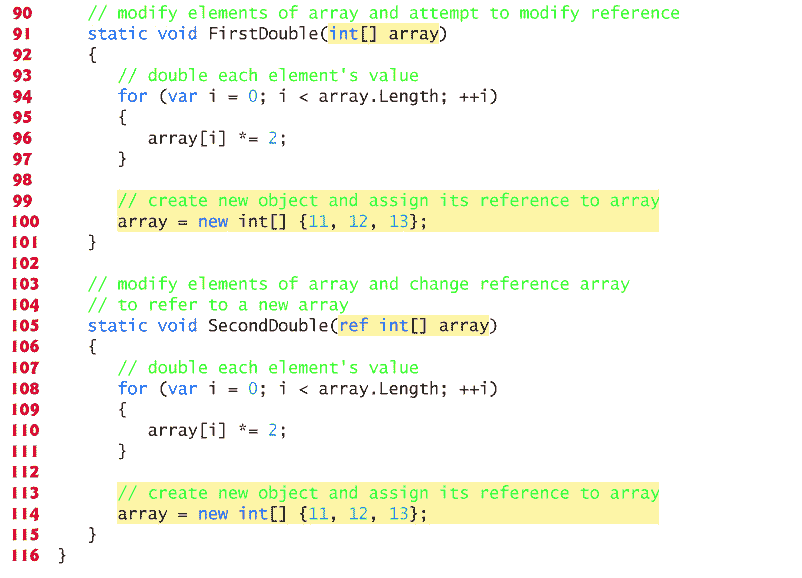 90 // modify elements of array and attempt to modify reference
91 static void FirstDouble(int[] array)
92 {
93 // double each element's value
94 for (var i = 0; i < array.Length; ++i)
95 {
96 array[i] *= 2;
97 }
98
99 // create new object and assign its reference to array
100 array = new int[] {11, 12, 13};
101 }
102
103 // modify elements of array and change reference array
104 // to refer to a new array
105 static void SecondDouble(ref int[] array)
106 {
107 // double each element's value
108 for (var i = 0; i < array.Length; ++i)
109 {
110 array[i] *= 2;
111 }
112
113 // create new object and assign its reference to array
114 array = new int[] {11, 12, 13};
115 }
116 }